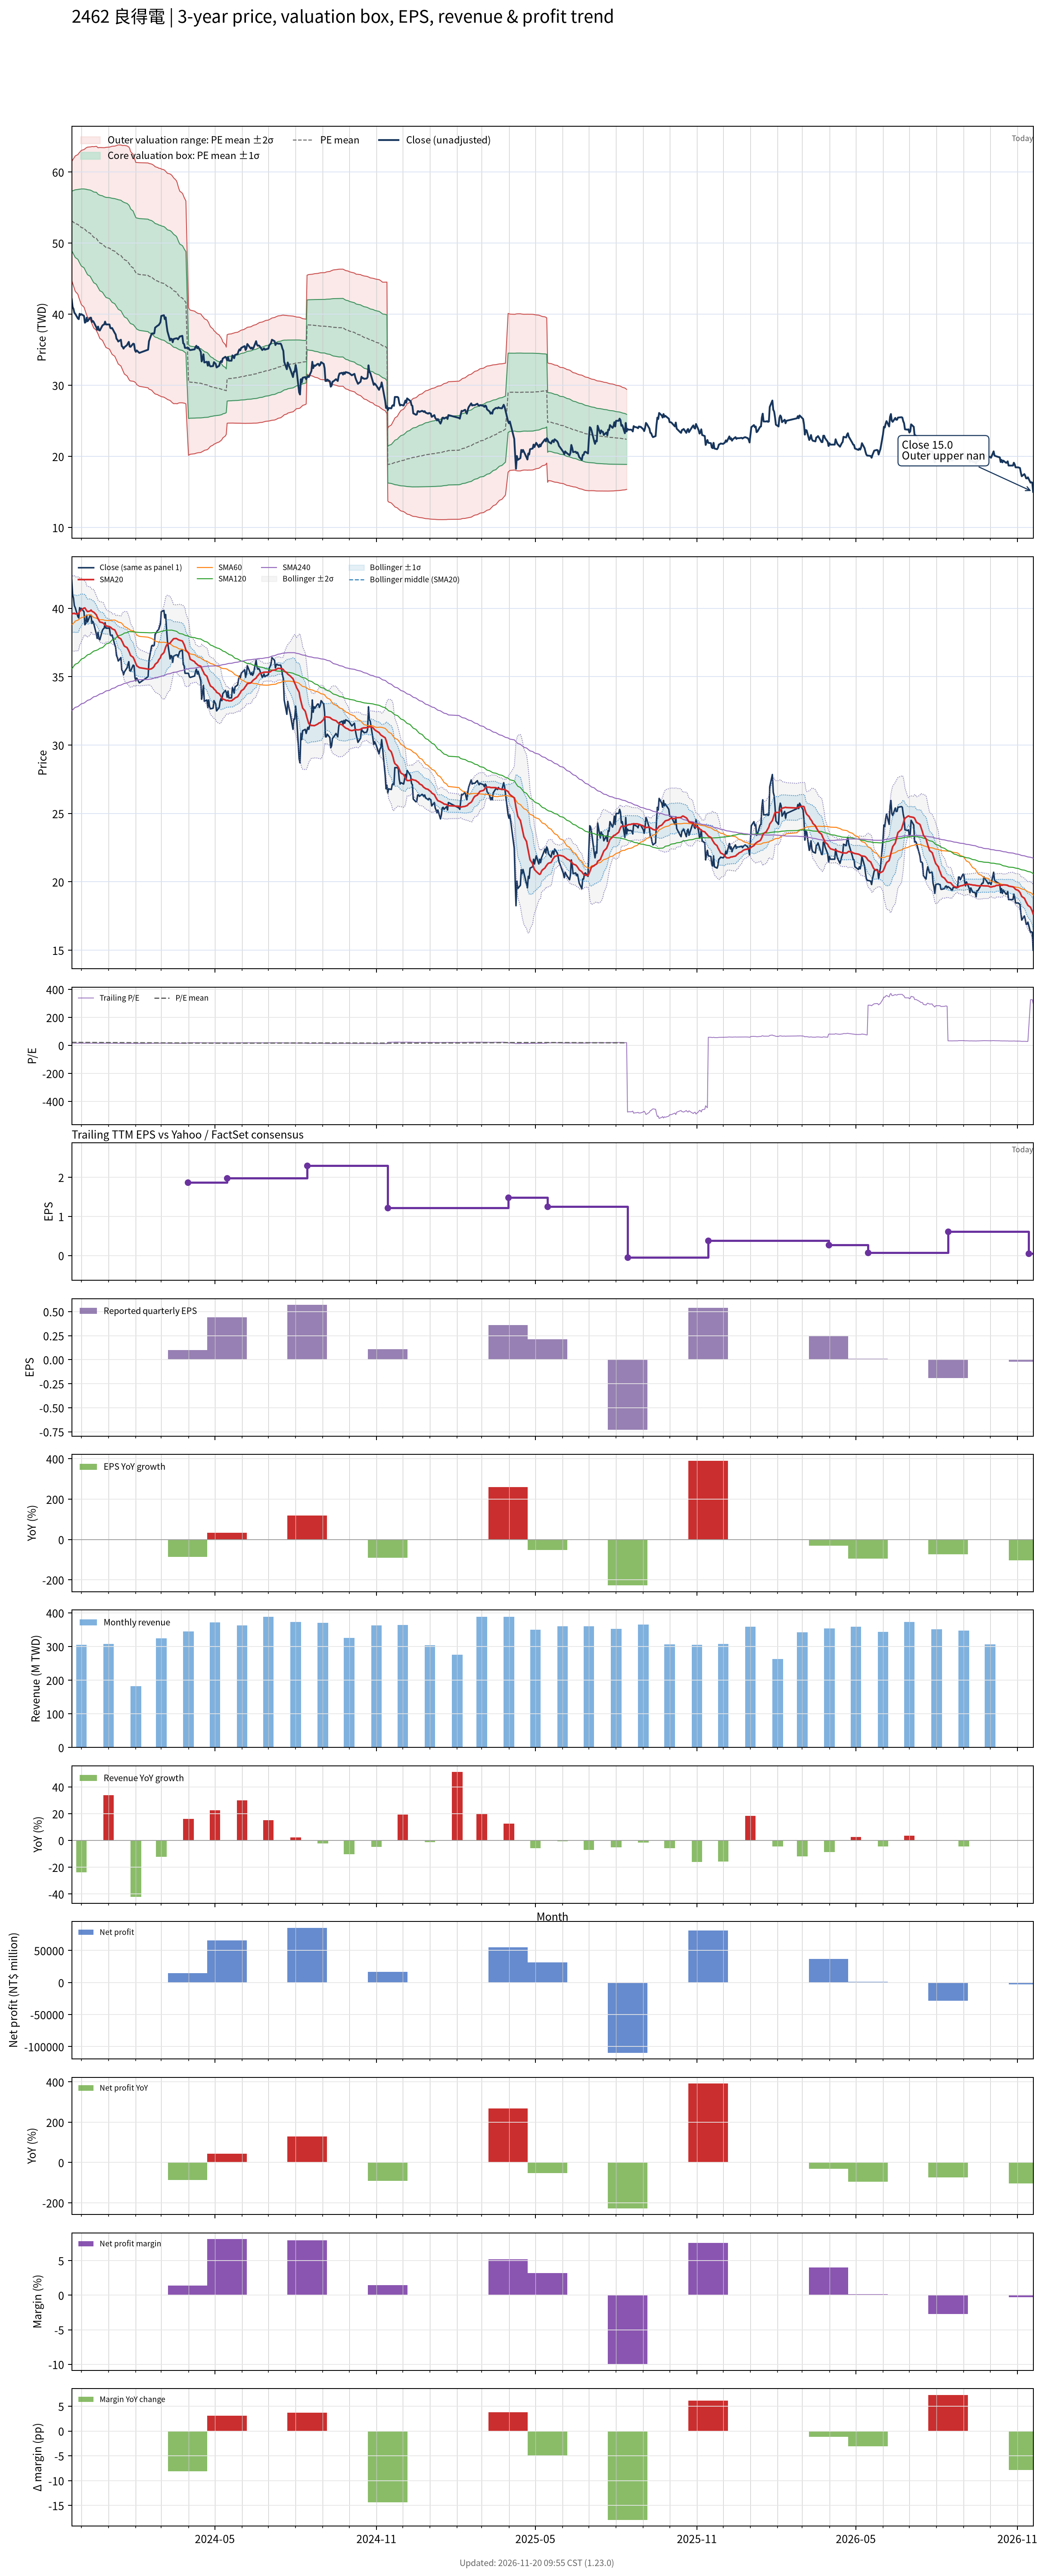 2462 良得電 | 3-year price, valuation box, EPS, revenue & profit trend
Outer valuation range: PE mean ±2σ
PE mean
Close (unadjusted)
Core valuation box: PE mean ±1σ
Today
Price (TWD)
60
50
40
30
20
10
Close 15.0
Outer upper nan
Close (same as panel 1)
SMA60
SMA240
Bollinger ±1σ
SMA20
SMA120
Bollinger ±2σ
Bollinger middle (SMA20)
Price
40
35
30
25
20
15
Trailing P/E
P/E mean
P/E
400
200
0
-200
-400
Trailing TTM EPS vs Yahoo / FactSet consensus
Today
EPS
2
1
0
Reported quarterly EPS
EPS
0.50
0.25
0.00
-0.25
-0.50
-0.75
EPS YoY growth
YoY (%)
400
200
0
-200
Monthly revenue
Revenue (M TWD)
400
300
200
100
0
Revenue YoY growth
YoY (%)
40
20
0
-20
-40
Month
Net profit
Net profit (NT$ million)
50000
0
-50000
-100000
Net profit YoY
YoY (%)
400
200
0
-200
Net profit margin
Margin (%)
5
0
-5
-10
Margin YoY change
Δ margin (pp)
5
0
-5
-10
-15
2024-05
2024-11
2025-05
2025-11
2026-05
2026-11
Updated: 2026-11-20 09:55 CST (1.23.0)